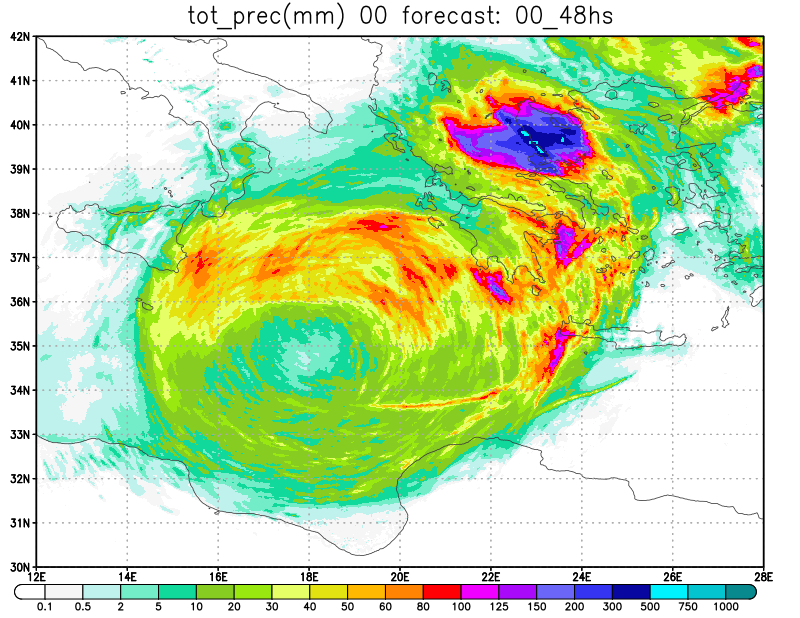 tot_prec(mm) 00 forecast: 00_48hs
42N
41N
40N
39N
38N
37N
36N
35N
34N
33N
32N
31N
30N
12E 14E 16E 18E 20E 22E 24E 26E 28E
0.1 0.5 2 5 10 20 30 40 50 60 80 100 125 150 200 300 500 750 1000